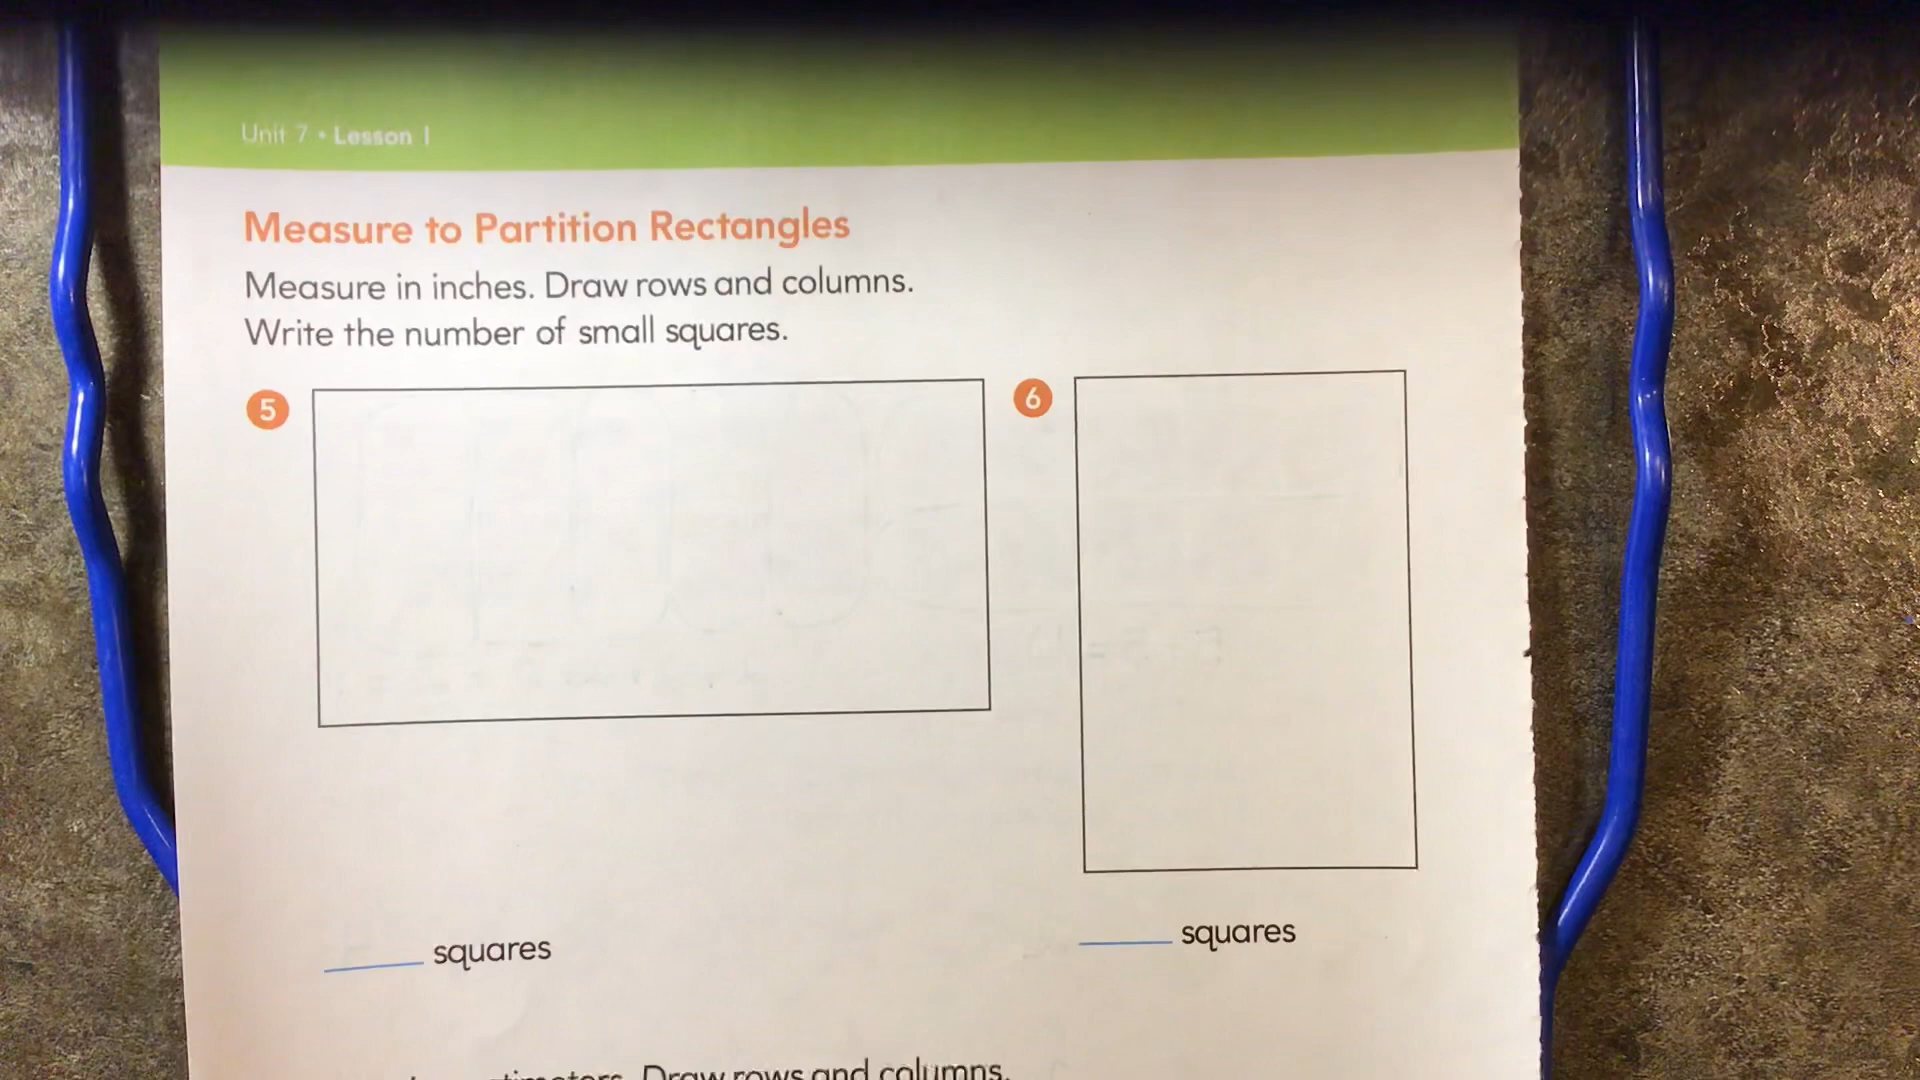 Unit 7 • Lesson 1
Measure to Partition Rectangles
Measure in inches. Draw rows and columns.
Write the number of small squares.
5
6
squares
squares
Draw rows and columns.